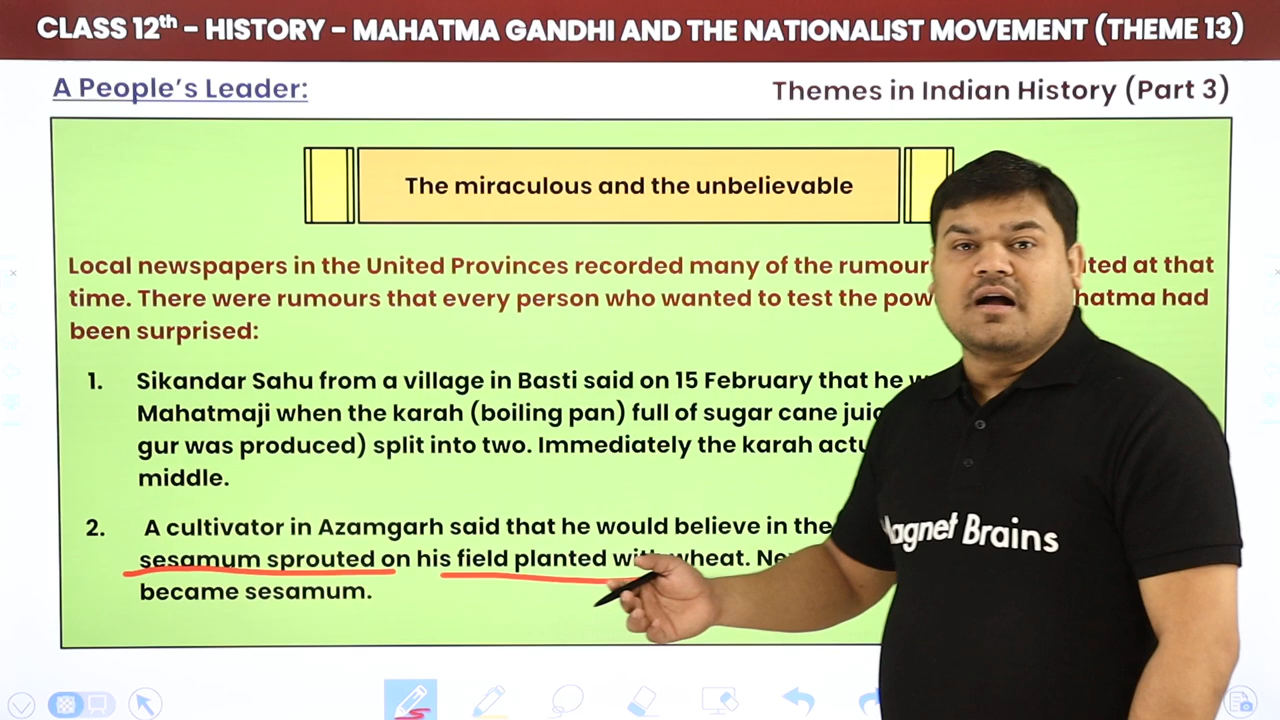 CLASS 12th – HISTORY – MAHATMA GANDHI AND THE NATIONALIST MOVEMENT (THEME 13)
A People's Leader:
Themes in Indian History (Part 3)
The miraculous and the unbelievable
Local newspapers in the United Provinces recorded many of the rumour at that
time. There were rumours that every person who wanted to test the had
been surprised:
1. Sikandar Sahu from a village in Basti said on 15 February that he
Mahatmaji when the karah (boiling pan) full of sugar cane
gur was produced) split into two. Immediately the karah
middle.
2. A cultivator in Azamgarh said that he would believe in the
sesamum sprouted on his field planted with wheat.
became sesamum.
Magnet Brains